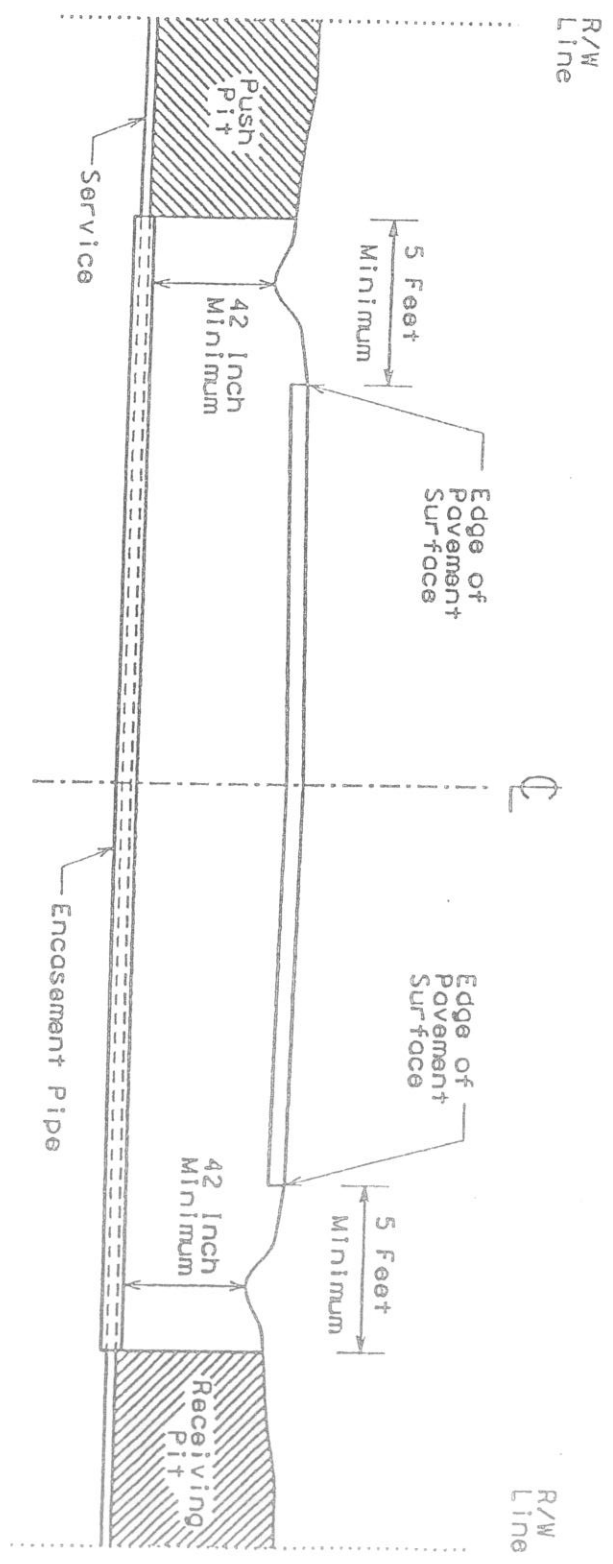 R/W
Line
R/W
Line
℄
5 Feet
Minimum
Edge of
Pavement
Surface
Edge of
Pavement
Surface
5 Feet
Minimum
Push
Pit
42 Inch
Minimum
42 Inch
Minimum
Receiving
Pit
Service
Encasement Pipe